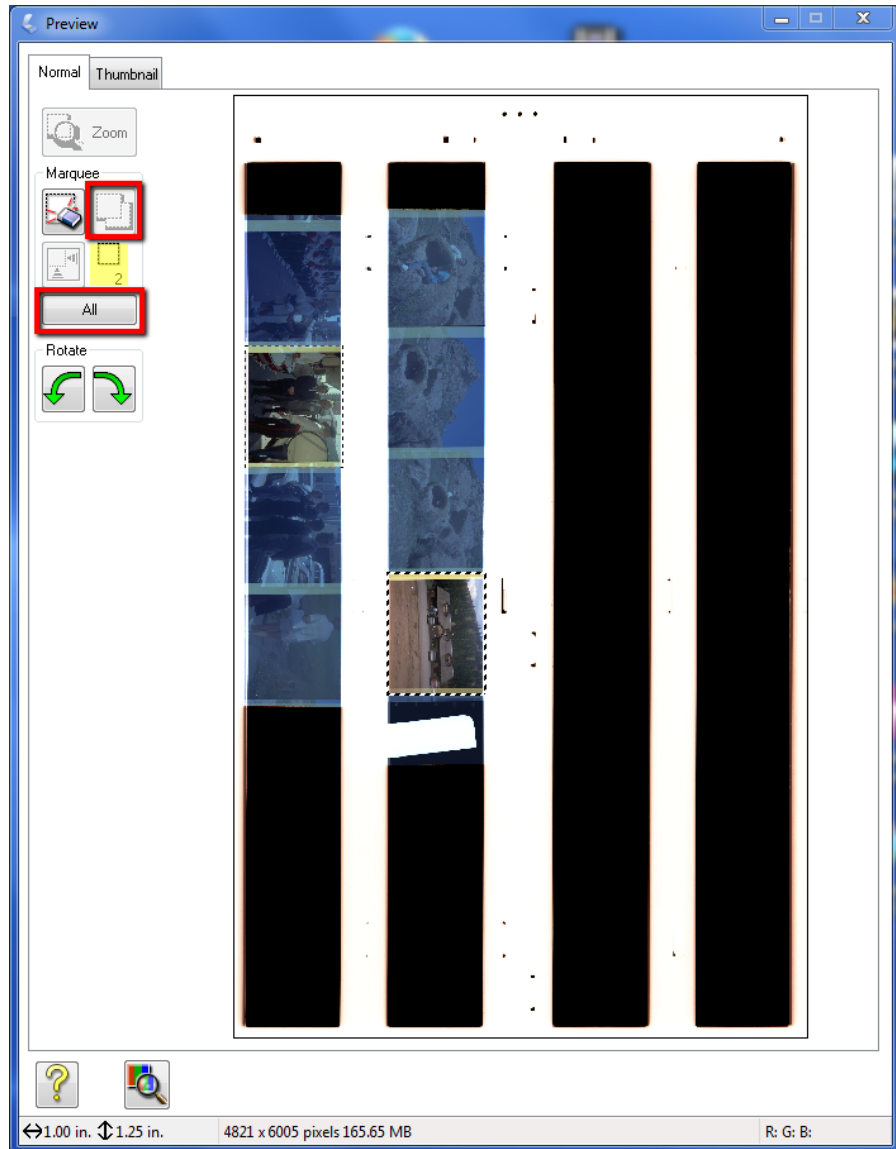 Preview
Normal Thumbnail
Zoom
Marquee
2
All
Rotate
1.00 in. 1.25 in. 4821 x 6005 pixels 165.65 MB R: G: B: